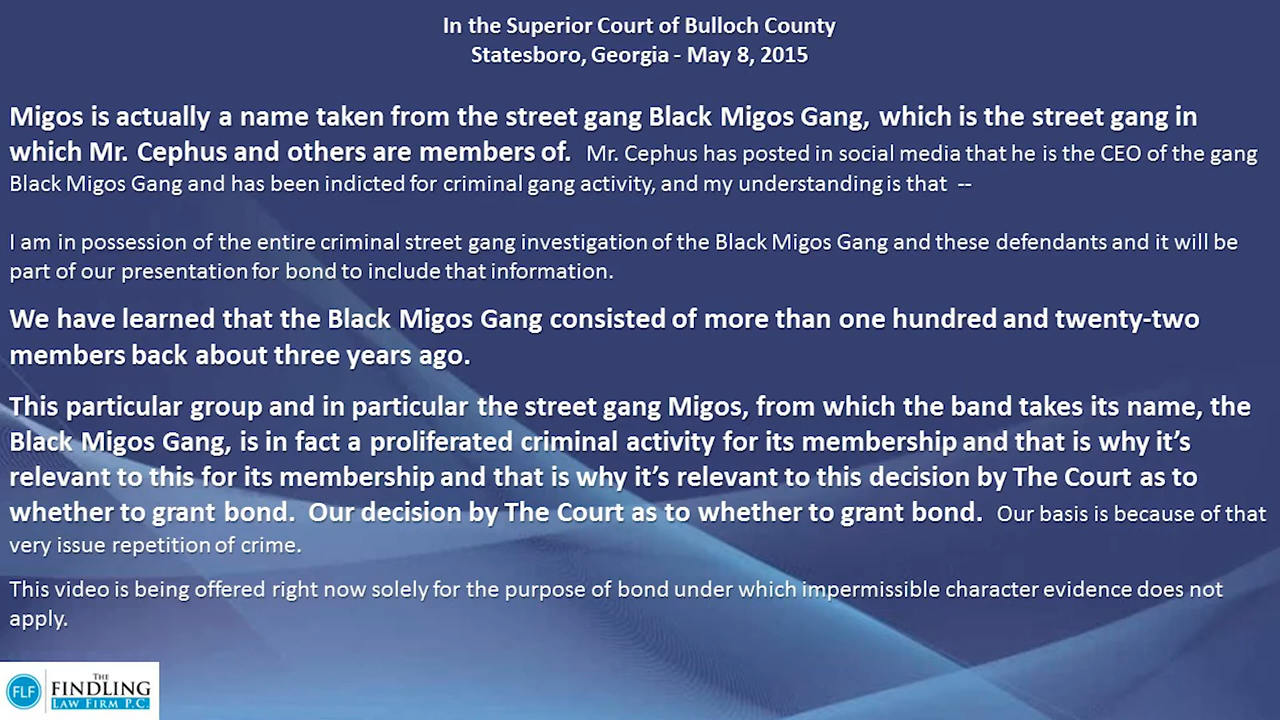 In the Superior Court of Bulloch County
Statesboro, Georgia - May 8, 2015
Migos is actually a name taken from the street gang Black Migos Gang, which is the street gang in
which Mr. Cephus and others are members of. Mr. Cephus has posted in social media that he is the CEO of the gang
Black Migos Gang and has been indicted for criminal gang activity, and my understanding is that --
I am in possession of the entire criminal street gang investigation of the Black Migos Gang and these defendants and it will be
part of our presentation for bond to include that information.
We have learned that the Black Migos Gang consisted of more than one hundred and twenty-two
members back about three years ago.
This particular group and in particular the street gang Migos, from which the band takes its name, the
Black Migos Gang, is in fact a proliferated criminal activity for its membership and that is why it’s
relevant to this for its membership and that is why it’s relevant to this decision by The Court as to
whether to grant bond. Our decision by The Court as to whether to grant bond. Our basis is because of that
very issue repetition of crime.
This video is being offered right now solely for the purpose of bond under which impermissible character evidence does not
apply.
FLF
THE
FINDLING
LAW FIRM P.C.